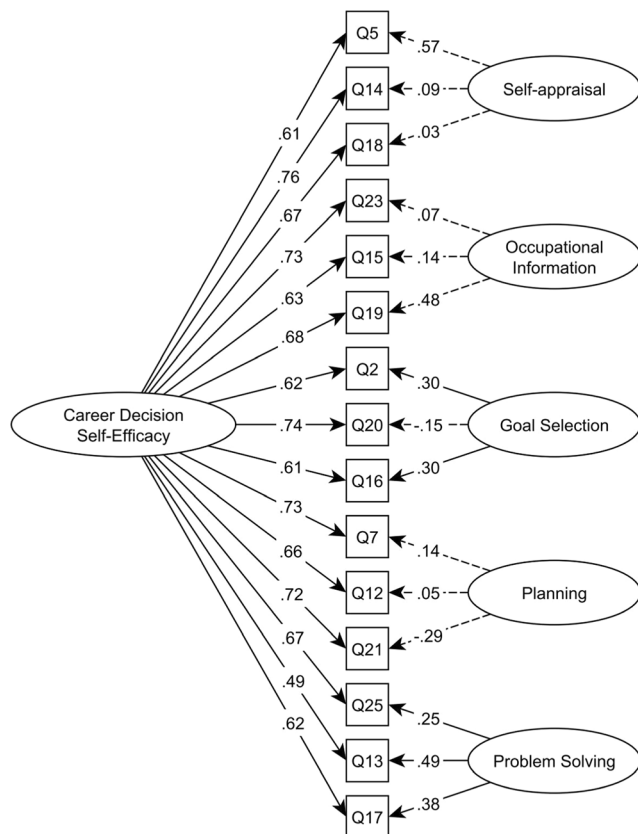 Q5
.57
Self-appraisal
Q14
.09
.61
Q18
.03
.76
.67
Q23
.07
.73
Q15
.14
Occupational
Information
.63
Q19
.48
.68
Q2
.30
.62
Career Decision
Self-Efficacy
.74
Q20
-.15
Goal Selection
.61
Q16
.30
.73
Q7
.14
.66
Q12
.05
Planning
.72
Q21
-.29
.67
Q25
.25
.49
.62
Q13
.49
Problem Solving
Q17
.38